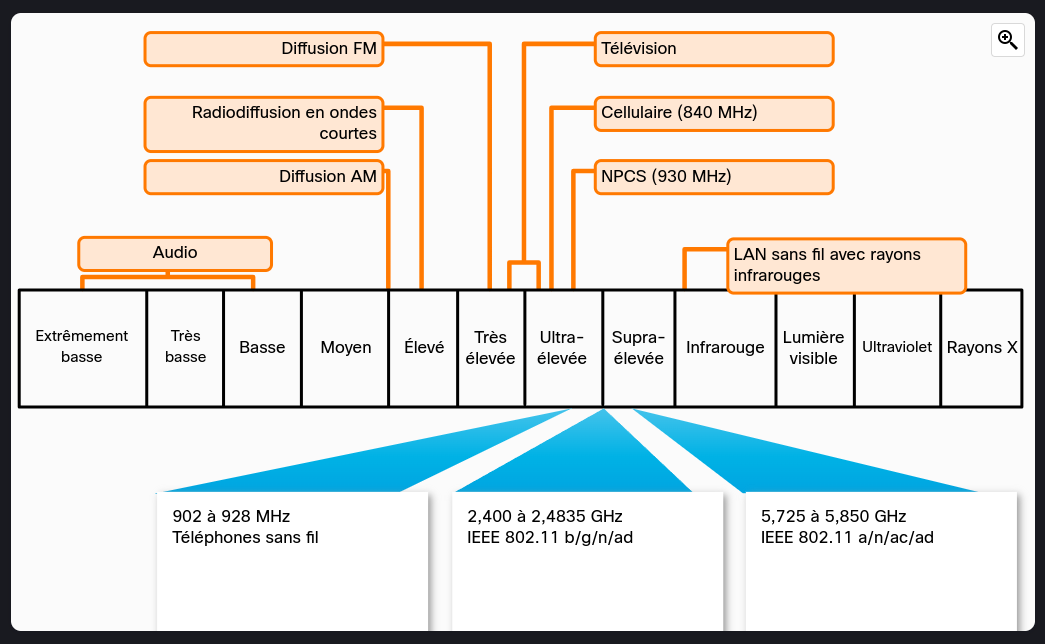 Diffusion FM
Télévision
Radiodiffusion en ondes
courtes
Cellulaire (840 MHz)
Diffusion AM
NPCS (930 MHz)
Audio
LAN sans fil avec rayons
infrarouges
Extrêmement
basse
Très
basse
Basse
Moyen
Élevé
Très
élevée
Ultra-
élevée
Supra-
élevée
Infrarouge
Lumière
visible
Ultraviolet
Rayons X
902 à 928 MHz
Téléphones sans fil
2,400 à 2,4835 GHz
IEEE 802.11 b/g/n/ad
5,725 à 5,850 GHz
IEEE 802.11 a/n/ac/ad